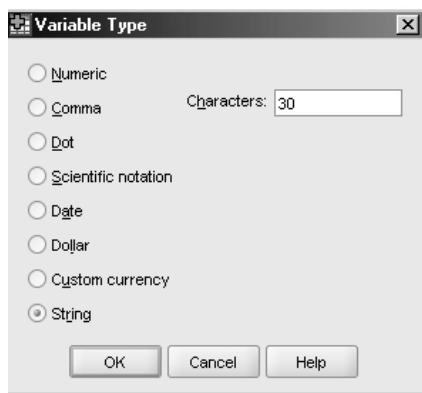 Variable Type
Numeric
Comma
Characters: 30
Dot
Scientific notation
Date
Dollar
Custom currency
String
OK Cancel Help